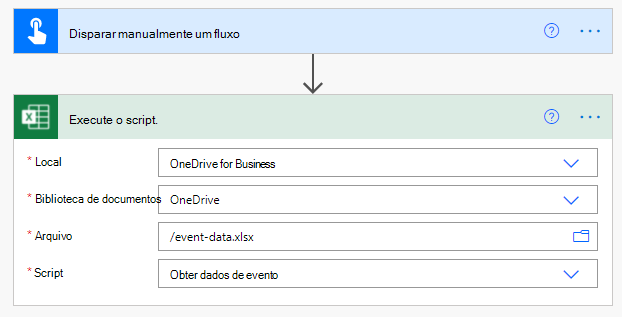 Disparar manualmente um fluxo
Execute o script.
* Local
OneDrive for Business
* Biblioteca de documentos
OneDrive
* Arquivo
/event-data.xlsx
* Script
Obter dados de evento